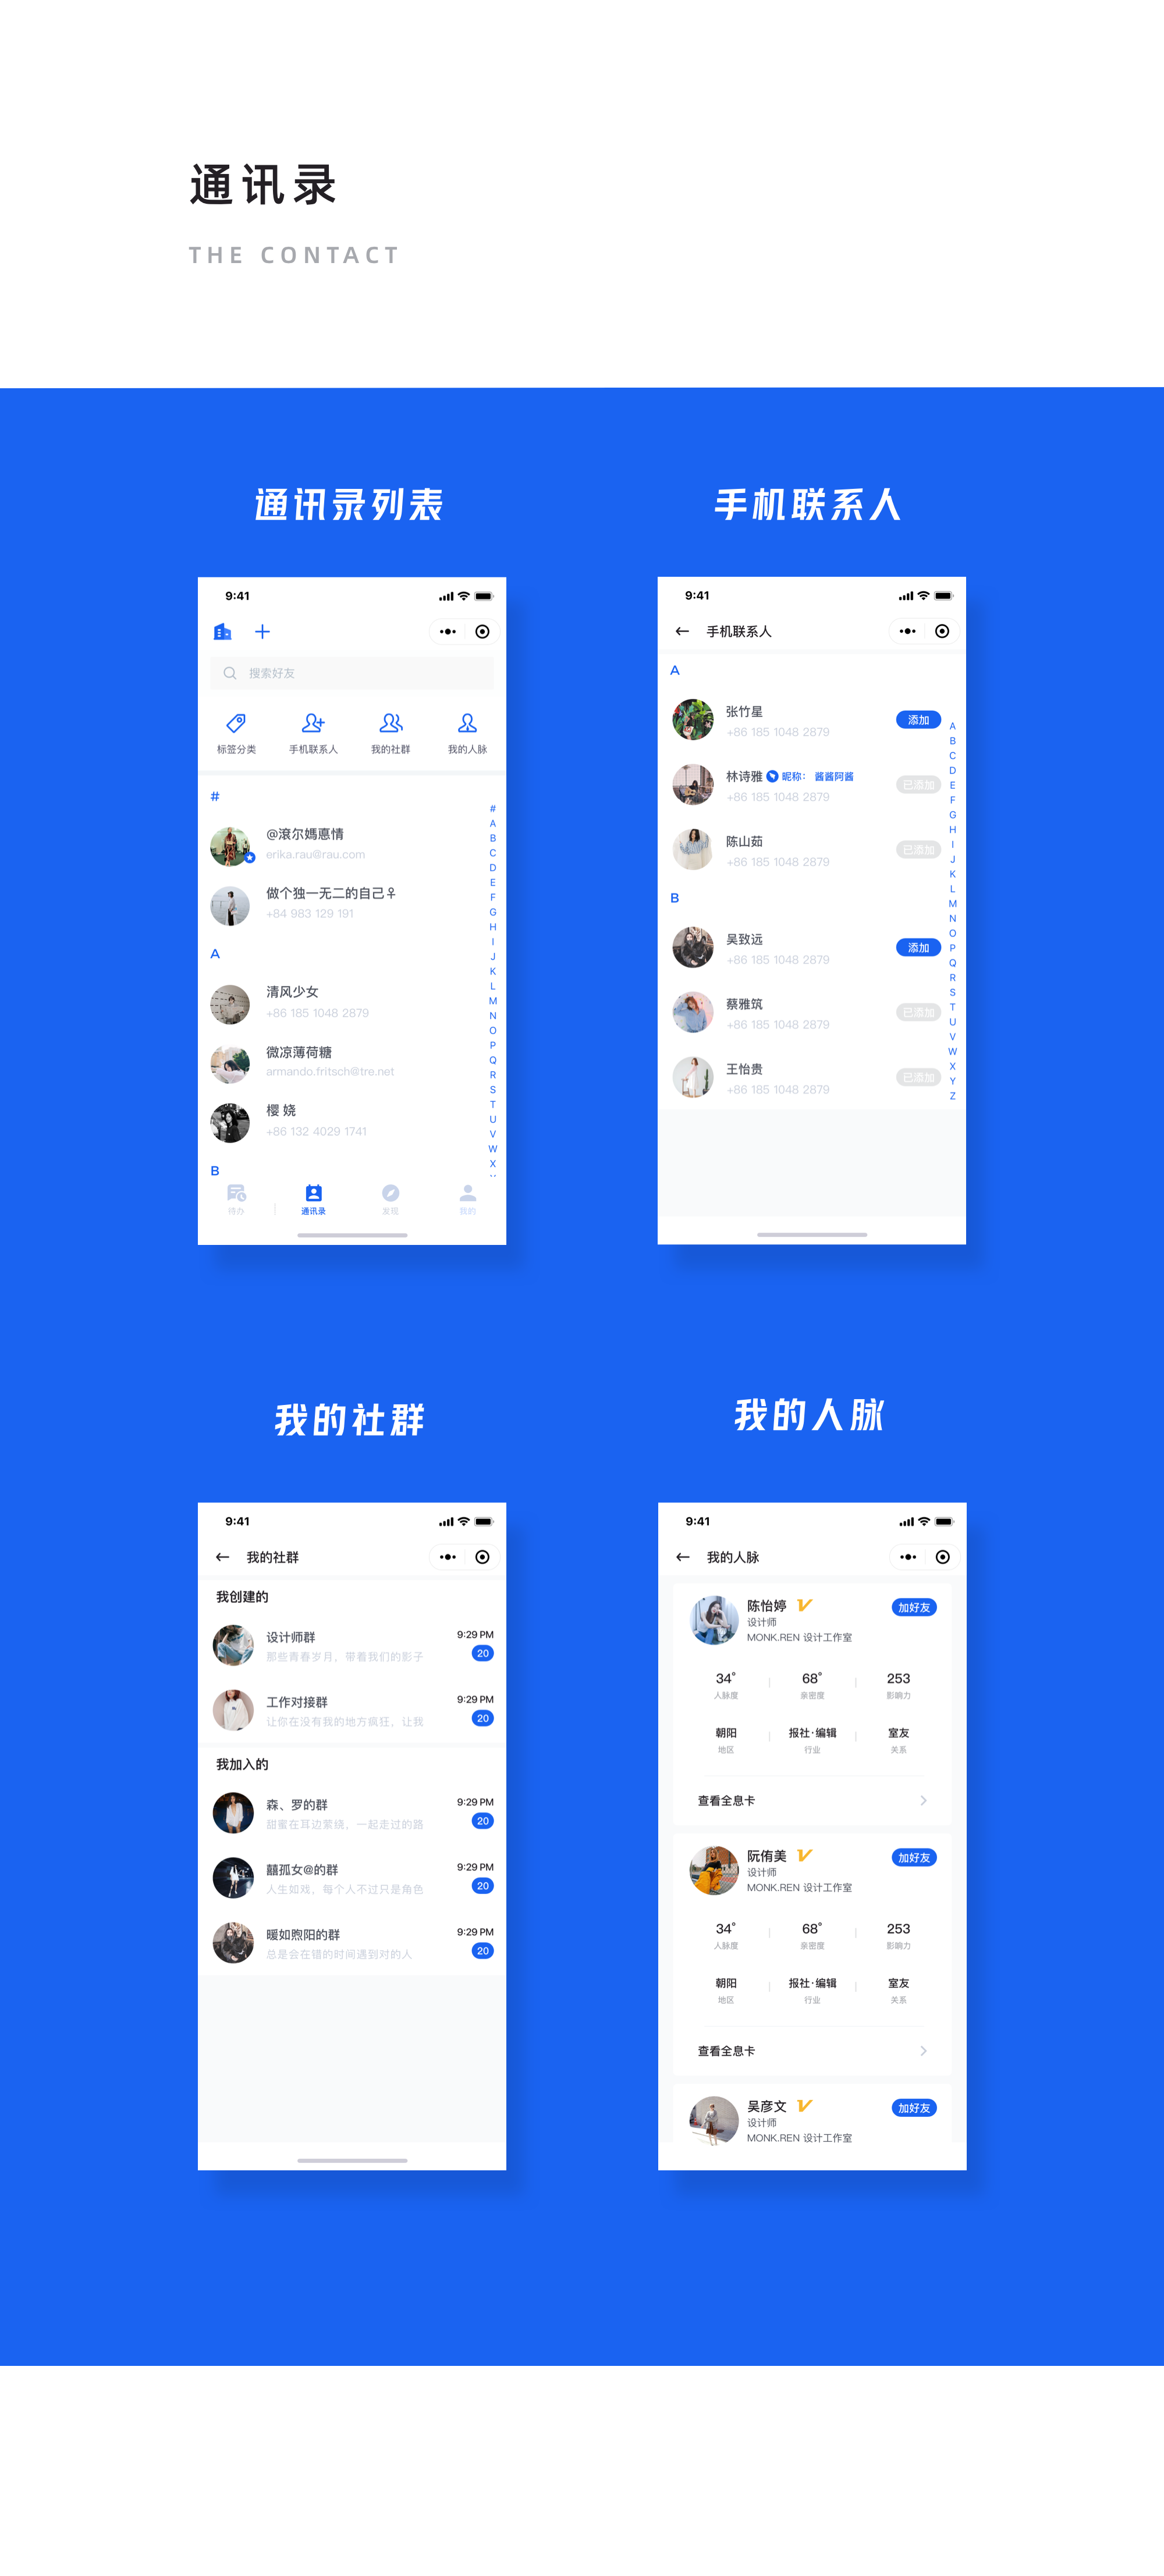 通讯录
THE CONTACT
通讯录列表
9:41
搜索好友
标签分类 手机联系人 我的社群 我的人脉
#
@滾尔媽悳情
erika.rau@rau.com
做个独一无二的自己♀
+84 983 129 191
A
清风少女
+86 185 1048 2879
微凉薄荷糖
armando.fritsch@tre.net
樱 娆
+86 132 4029 1741
B
#
A
B
C
D
E
F
G
H
I
J
K
L
M
N
O
P
Q
R
S
T
U
V
W
X
待办 通讯录 发现 我的
手机联系人
9:41
手机联系人
A
张竹星
+86 185 1048 2879
添加
林诗雅 昵称： 酱酱阿酱
+86 185 1048 2879
已添加
陈山茹
+86 185 1048 2879
已添加
B
吴致远
+86 185 1048 2879
添加
蔡雅筑
+86 185 1048 2879
已添加
王怡贵
+86 185 1048 2879
已添加
A
B
C
D
E
F
G
H
I
J
K
L
M
N
O
P
Q
R
S
T
U
V
W
X
Y
Z
我的社群
9:41
我的社群
我创建的
设计师群 9:29 PM
那些青春岁月，带着我们的影子 20
工作对接群 9:29 PM
让你在没有我的地方疯狂，让我 20
我加入的
森、罗的群 9:29 PM
甜蜜在耳边萦绕，一起走过的路 20
囍孤女@的群 9:29 PM
人生如戏，每个人不过只是角色 20
暖如煦阳的群 9:29 PM
总是会在错的时间遇到对的人 20
我的人脉
9:41
我的人脉
陈怡婷 加好友
设计师
MONK.REN 设计工作室
34° 68° 253
人脉度 亲密度 影响力
朝阳 报社·编辑 室友
地区 行业 关系
查看全息卡
阮侑美 加好友
设计师
MONK.REN 设计工作室
34° 68° 253
人脉度 亲密度 影响力
朝阳 报社·编辑 室友
地区 行业 关系
查看全息卡
吴彦文 加好友
设计师
MONK.REN 设计工作室